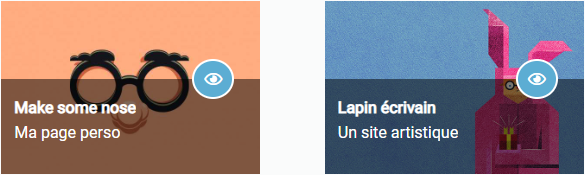 Make some nose
Ma page perso
Lapin écrivain
Un site artistique